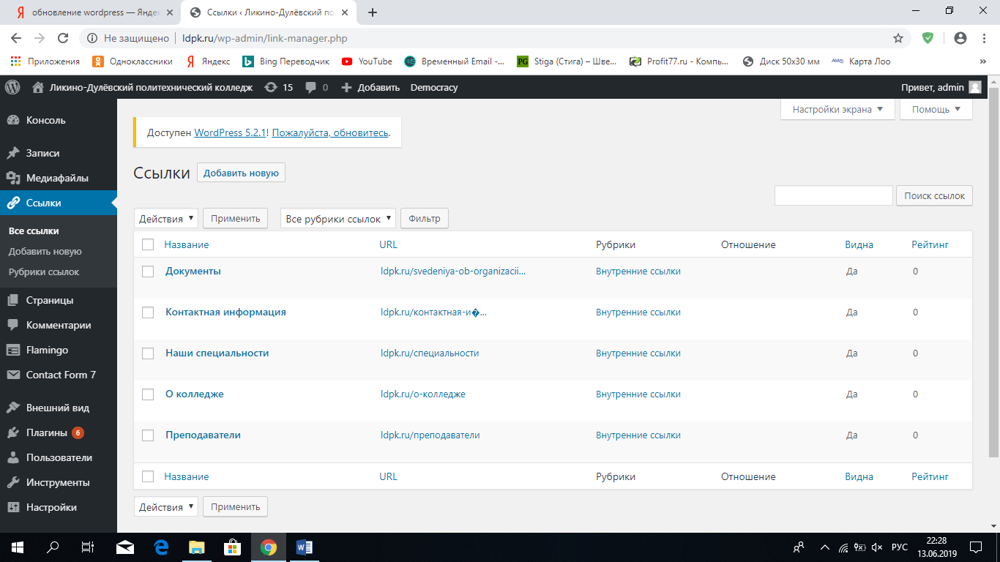 обновление wordpress — Яндекс
Ссылки ‹ Ликино-Дулёвский по
Не защищено | ldpk.ru/wp-admin/link-manager.php
Приложения Одноклассники Яндекс Bing Переводчик YouTube Временный Email -... Stiga (Стига) – Шве... Profit77.ru - Компь... Диск 50x30 мм Карта Лоо »
Ликино-Дулёвский политехнический колледж 15 0 Добавить Democracy Привет, admin
Настройки экрана Помощь
Консоль
Записи
Медиафайлы
Ссылки
Все ссылки
Добавить новую
Рубрики ссылок
Страницы
Комментарии
Flamingo
Contact Form 7
Внешний вид
Плагины 6
Пользователи
Инструменты
Настройки
Доступен WordPress 5.2.1! Пожалуйста, обновитесь.
Ссылки Добавить новую
Поиск ссылок
Действия Применить Все рубрики ссылок Фильтр
Название URL Рубрики Отношение Видна Рейтинг
Документы ldpk.ru/svedeniya-ob-organizacii... Внутренние ссылки Да 0
Контактная информация ldpk.ru/контактная-и�... Внутренние ссылки Да 0
Наши специальности ldpk.ru/специальности Внутренние ссылки Да 0
О колледже ldpk.ru/о-колледже Внутренние ссылки Да 0
Преподаватели ldpk.ru/преподаватели Внутренние ссылки Да 0
Название URL Рубрики Отношение Видна Рейтинг
Действия Применить
РУС
22:28
13.06.2019